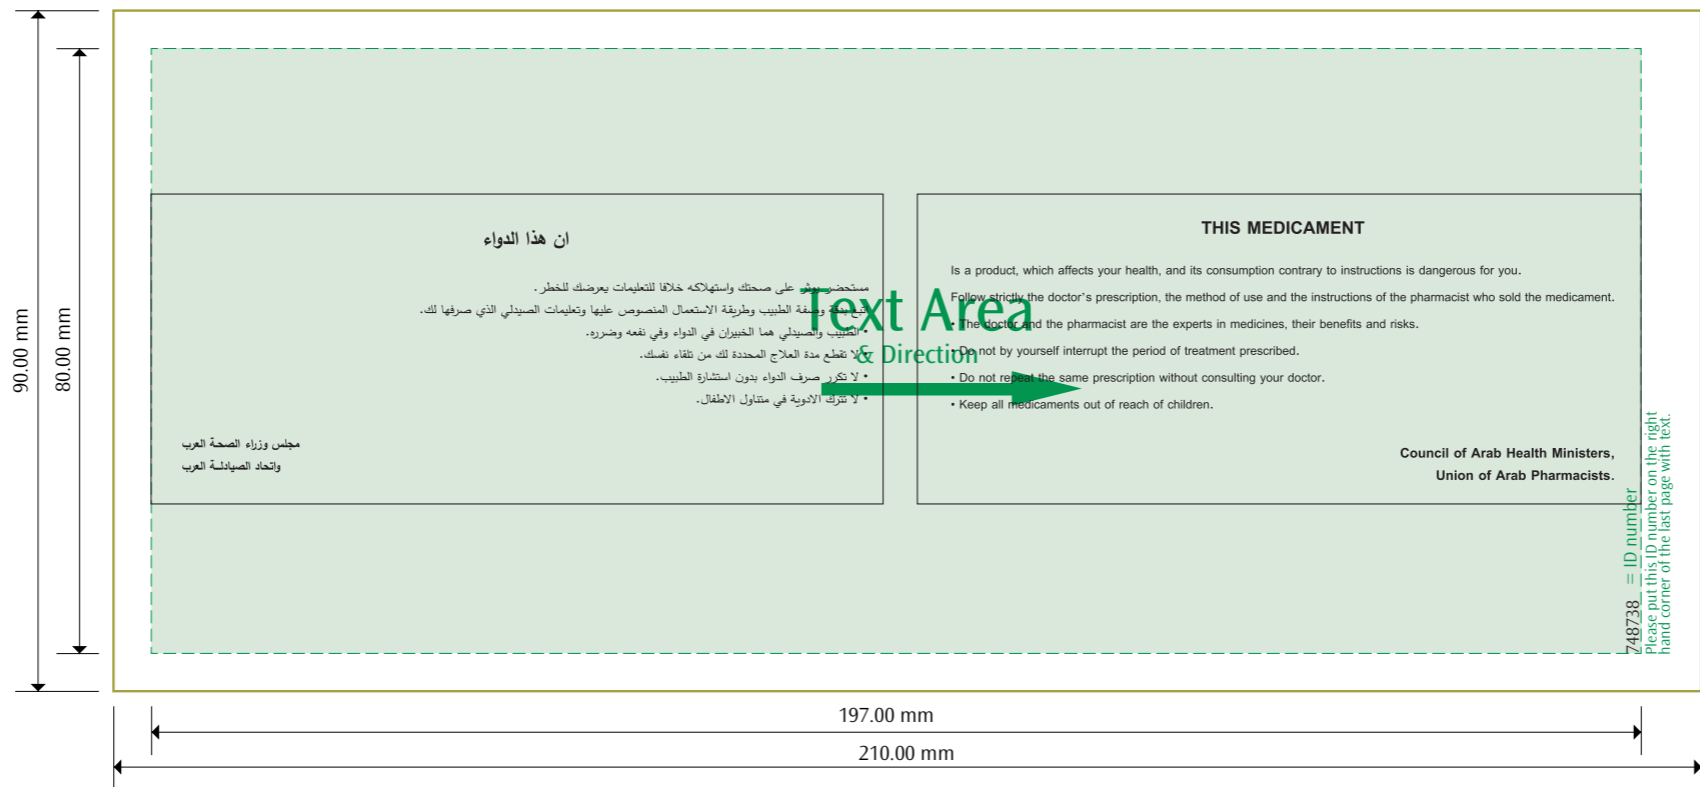 90.00 mm
80.00 mm
ان هذا الدواء
مستحضر يوثر على صحتك واستهلاكه خلافا للتعليمات يعرضك للخطر.
اتبع بدقة وصفة الطبيب وطريقة الاستعمال المنصوص عليها وتعليمات الصيدلي الذي صرفها لك.
• الطبيب والصيدلي هما الخبيران في الدواء وفي نفعه وضرره.
• لا تقطع مدة العلاج المحددة لك من تلقاء نفسك.
• لا تكرر صرف الدواء بدون استشارة الطبيب.
• لا تترك الادوية في متناول الاطفال.
مجلس وزراء الصحة العرب
واتحاد الصيادلـة العرب
Text Area
& Direction
THIS MEDICAMENT
Is a product, which affects your health, and its consumption contrary to instructions is dangerous for you.
Follow strictly the doctor's prescription, the method of use and the instructions of the pharmacist who sold the medicament.
• The doctor and the pharmacist are the experts in medicines, their benefits and risks.
• Do not by yourself interrupt the period of treatment prescribed.
• Do not repeat the same prescription without consulting your doctor.
• Keep all medicaments out of reach of children.
Council of Arab Health Ministers,
Union of Arab Pharmacists.
748738 = ID number
Please put this ID number on the right
hand corner of the last page with text.
197.00 mm
210.00 mm